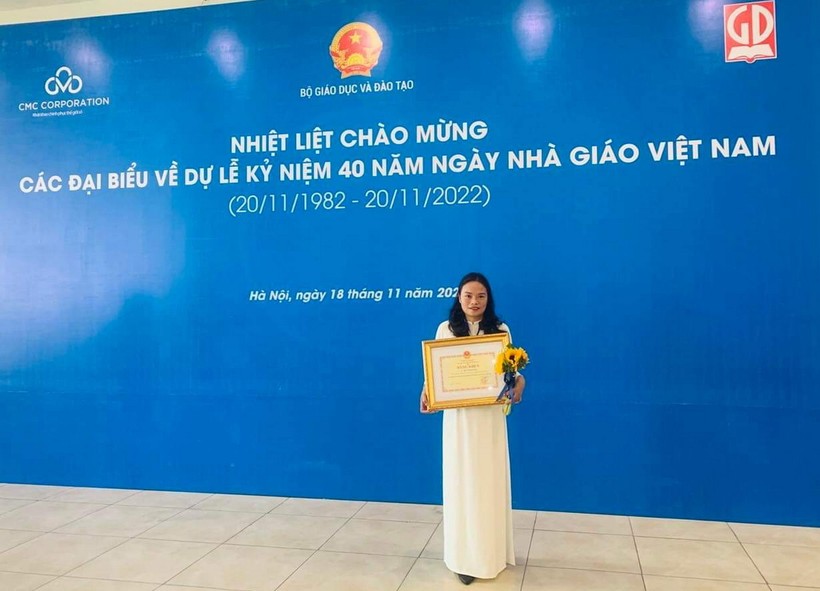 GD
CMC CORPORATION
BỘ GIÁO DỤC VÀ ĐÀO TẠO
NHIỆT LIỆT CHÀO MỪNG
CÁC ĐẠI BIỂU VỀ DỰ LỄ KỶ NIỆM 40 NĂM NGÀY NHÀ GIÁO VIỆT NAM
(20/11/1982 - 20/11/2022)
Hà Nội, ngày 18 tháng 11 năm 202